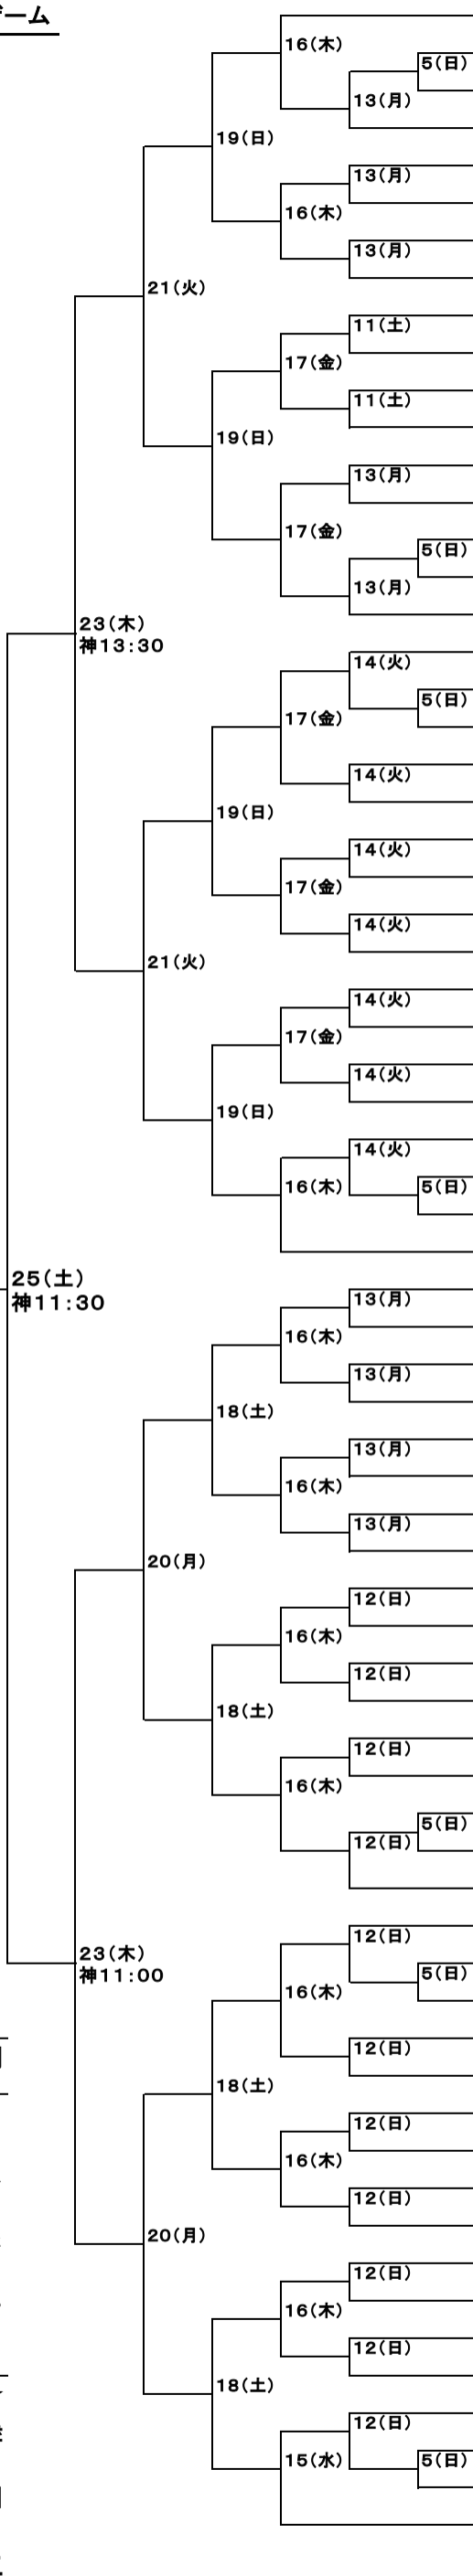 ゲーム
16(木)
5(日)
13(月)
19(日)
13(月)
16(木)
13(月)
21(火)
11(土)
17(金)
11(土)
19(日)
13(月)
17(金)
5(日)
13(月)
23(木)
神13:30
14(火)
5(日)
17(金)
14(火)
19(日)
14(火)
17(金)
14(火)
21(火)
14(火)
17(金)
14(火)
19(日)
14(火)
16(木)
5(日)
25(土)
神11:30
13(月)
16(木)
13(月)
18(土)
13(月)
16(木)
13(月)
20(月)
12(日)
16(木)
12(日)
18(土)
12(日)
16(木)
5(日)
12(日)
23(木)
神11:00
12(日)
5(日)
16(木)
12(日)
18(土)
12(日)
16(木)
12(日)
20(月)
12(日)
16(木)
12(日)
18(土)
12(日)
15(水)
5(日)